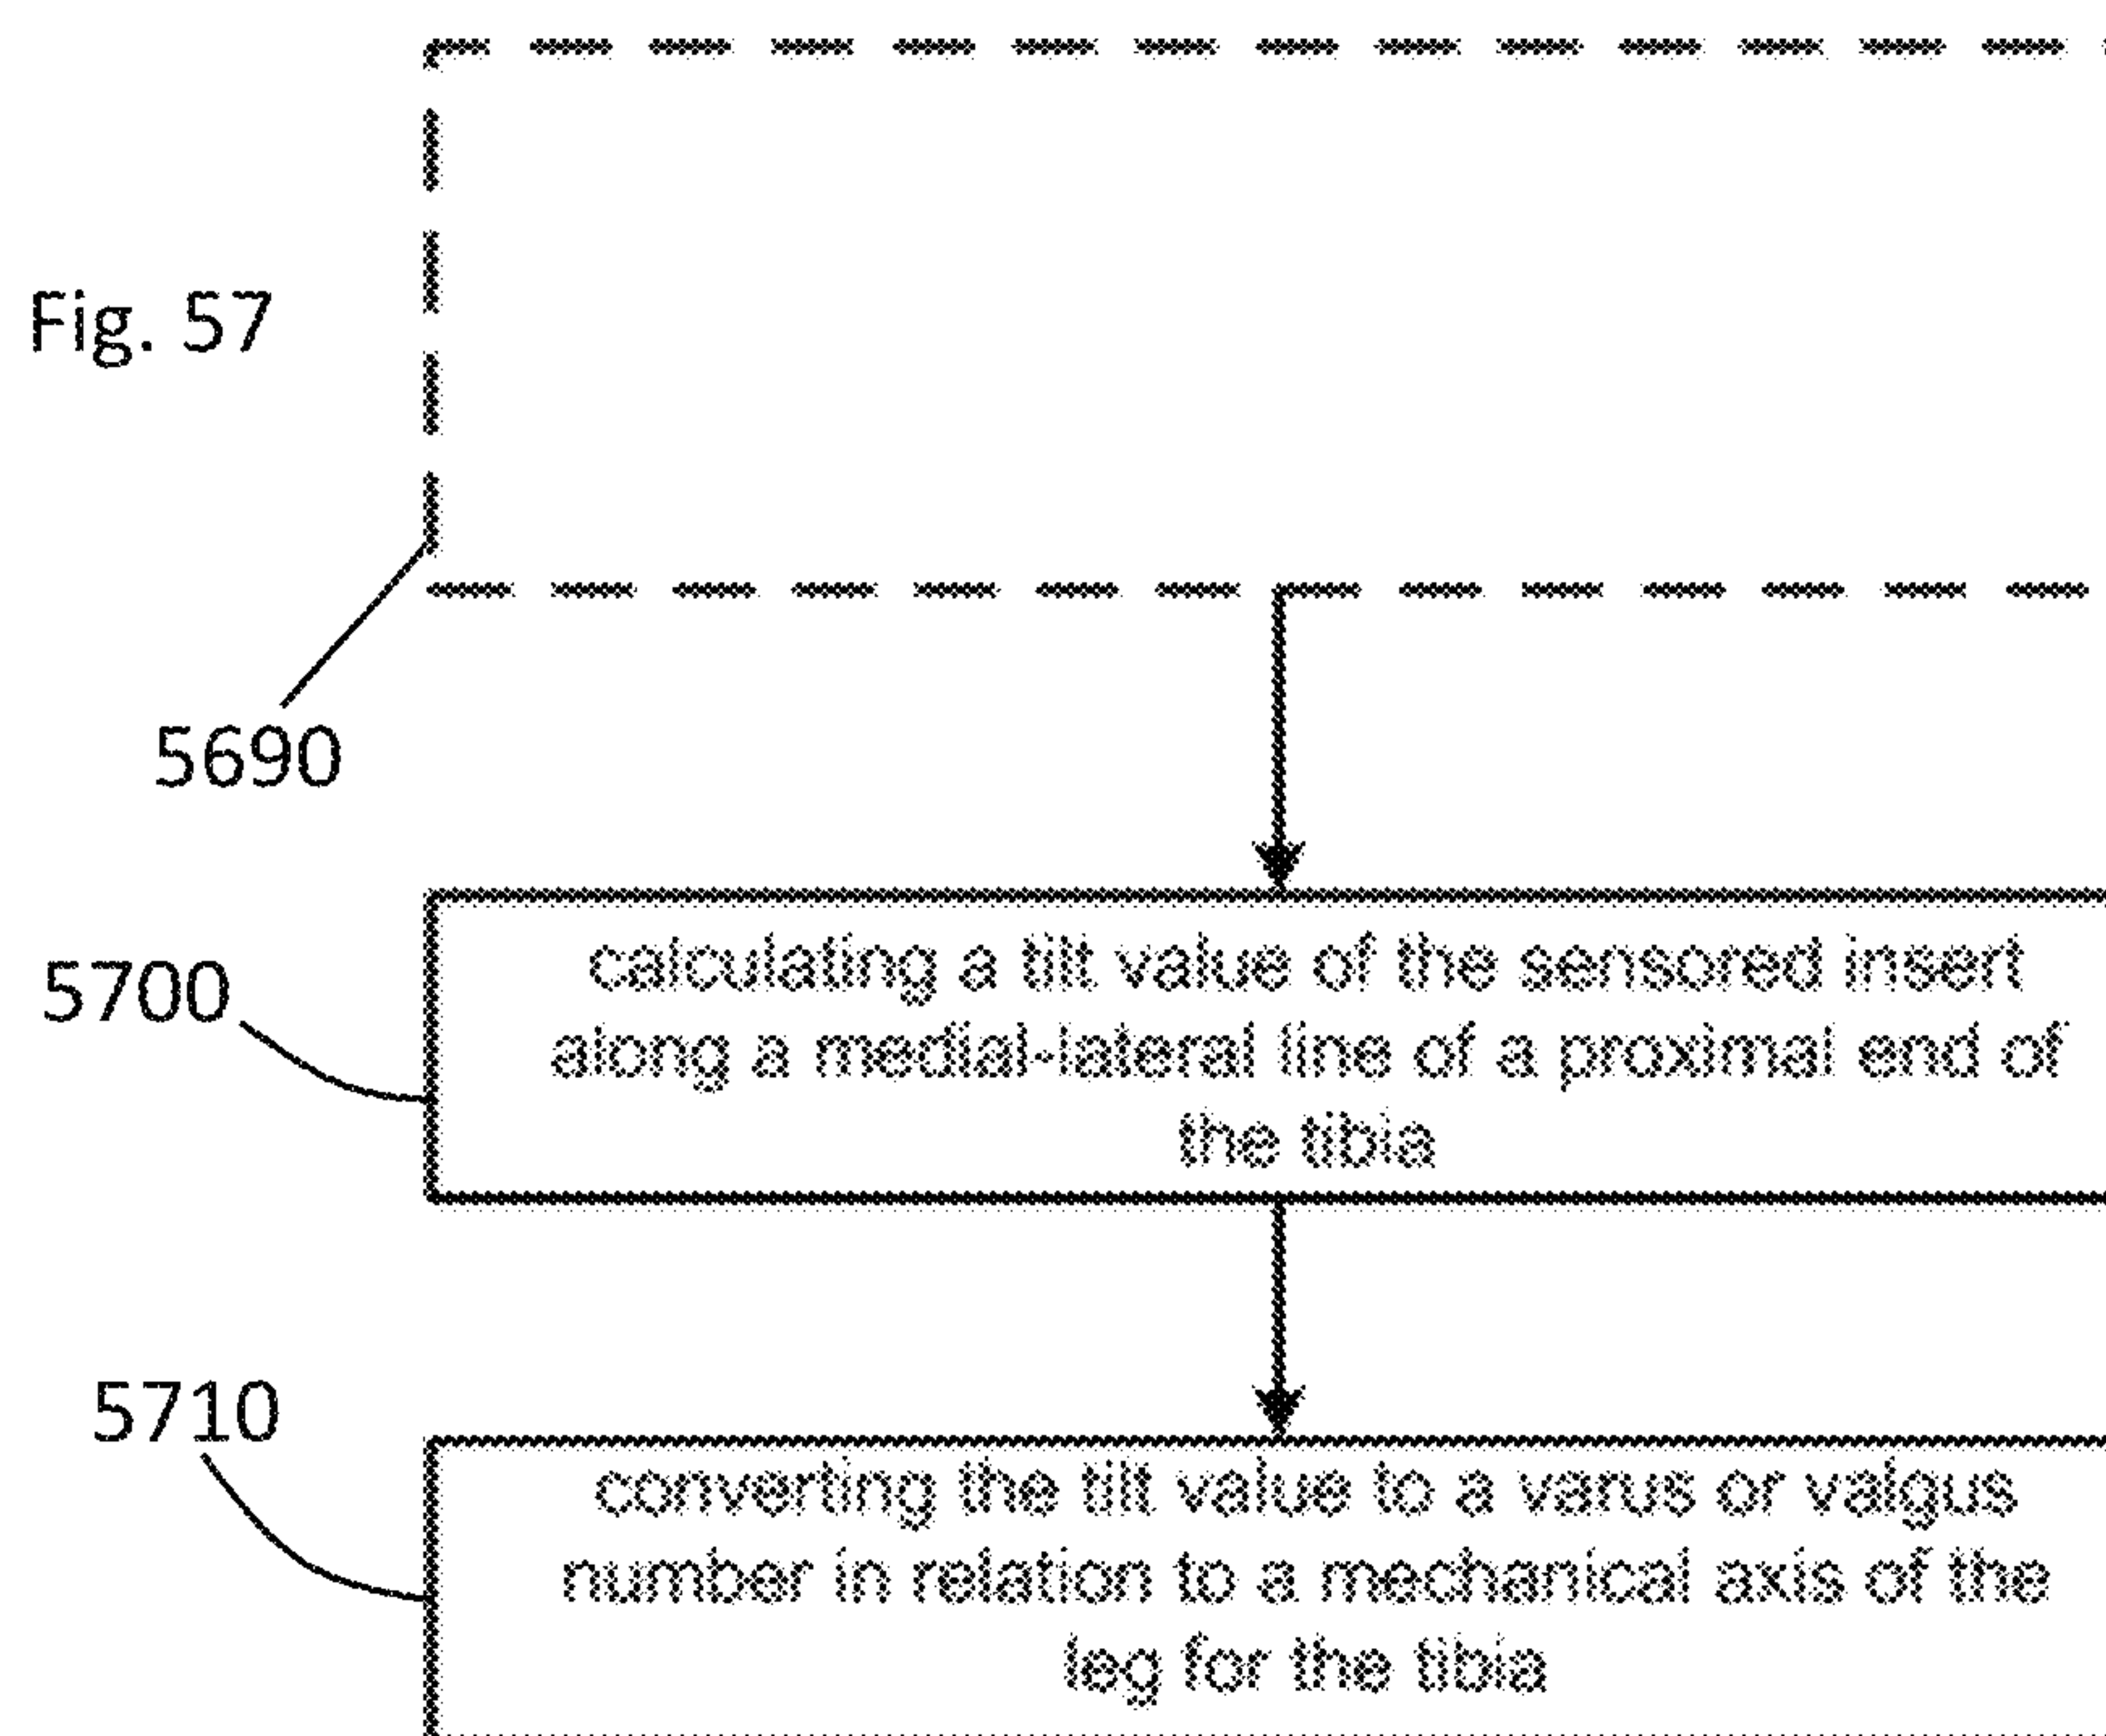 Fig. 57
5690
5700
calculating a tilt value of the sensored insert
along a medial-lateral line of a proximal end of
the tibia
5710
converting the tilt value to a varus or valgus
number in relation to a mechanical axis of the
leg for the tibia